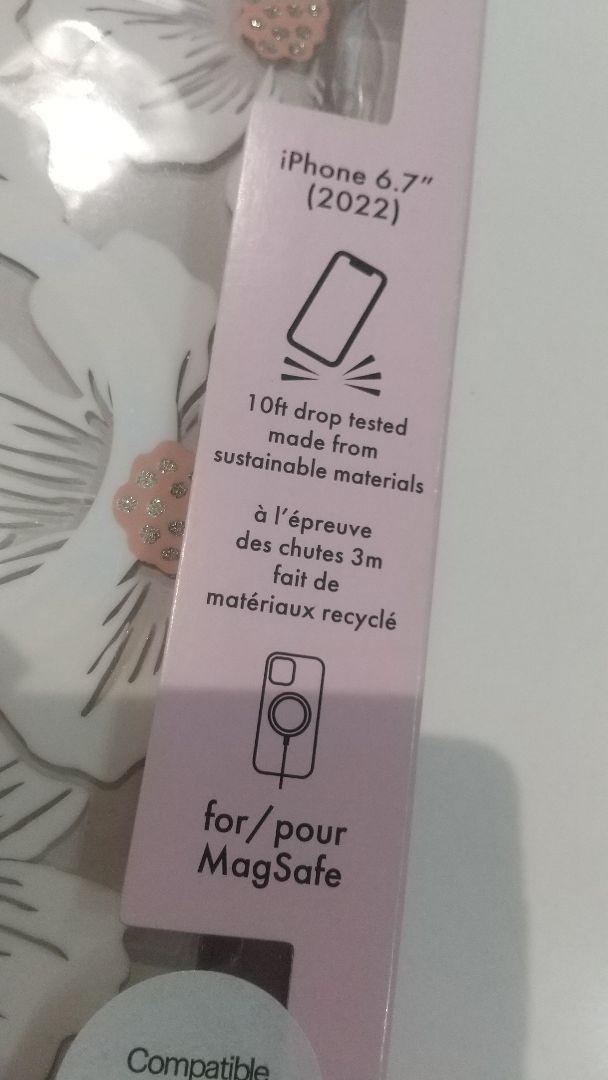 iPhone 6.7"
(2022)
10ft drop tested
made from
sustainable materials
à l'épreuve
des chutes 3m
fait de
matériaux recyclé
for/pour
MagSafe
Compatible